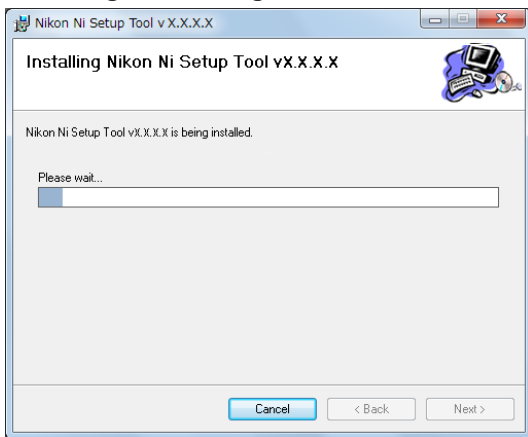 Nikon Ni Setup Tool v X.X.X.X
Installing Nikon Ni Setup Tool vX.X.X.X
Nikon Ni Setup Tool vX.X.X.X is being installed.
Please wait...
Cancel
< Back
Next >